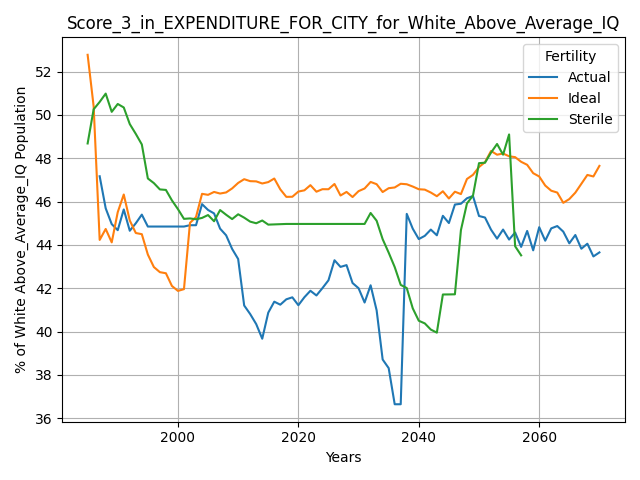 Score_3_in_EXPENDITURE_FOR_CITY_for_White_Above_Average_IQ
Fertility
Actual
Ideal
Sterile
% of White Above_Average_IQ Population
52
50
48
46
44
42
40
38
36
2000
2020
2040
2060
Years